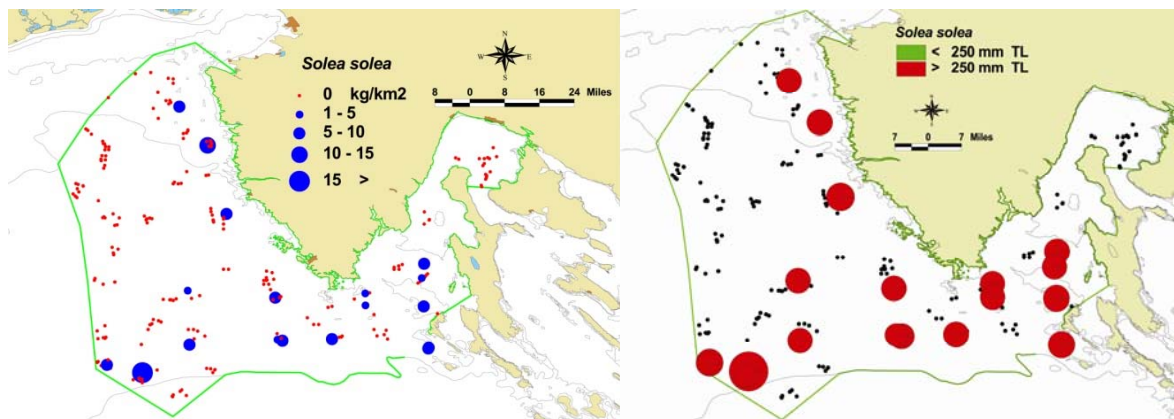 Solea solea
0 kg/km2
1 - 5
5 - 10
10 - 15
15 >
N
W E
S
8 0 8 16 24 Miles
Solea solea
< 250 mm TL
> 250 mm TL
7 0 7
Miles